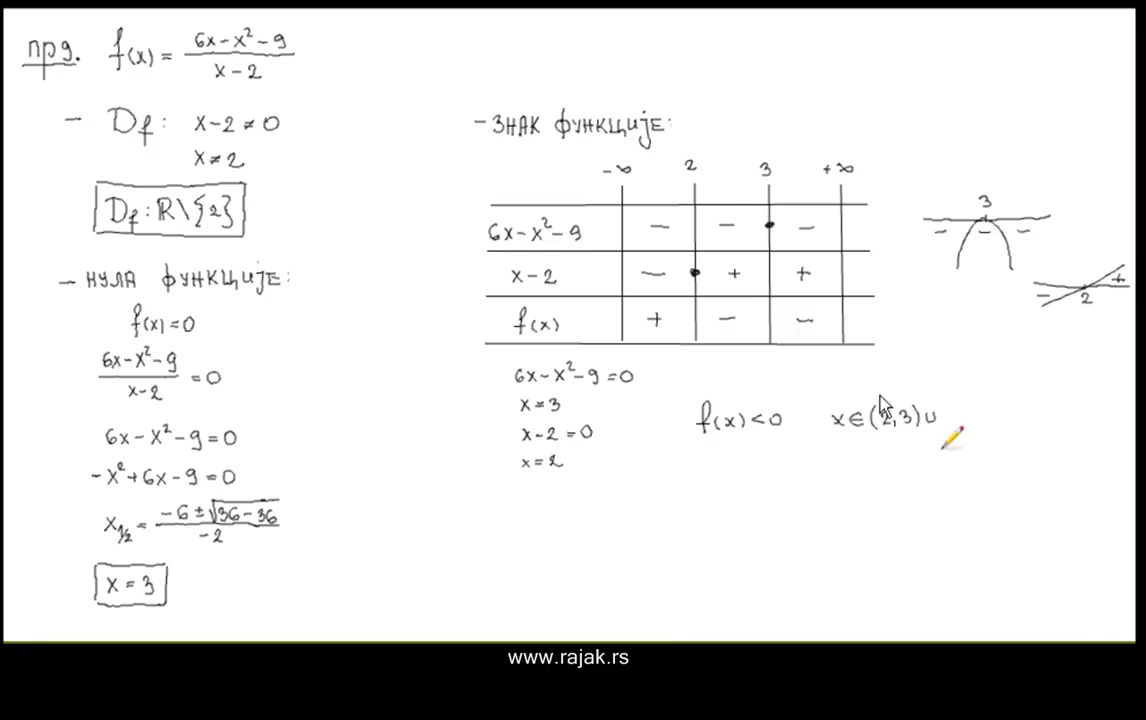 пр9. f(x) = (6x - x² - 9)/(x - 2)
- Df: x - 2 ≠ 0
x ≠ 2
Df: R\{2}
- НУЛА ФУНКЦИЈЕ:
f(x) = 0
(6x - x² - 9)/(x - 2) = 0
6x - x² - 9 = 0
-x² + 6x - 9 = 0
x1/2 = (-6 ± √(36 - 36))/(-2)
x = 3
- ЗНАК ФУНКЦИЈЕ:
-∞ 2 3 +∞
6x - x² - 9 - - • -
x - 2 - • + +
f(x) + - -
6x - x² - 9 = 0
x = 3
x - 2 = 0
x = 2
f(x) < 0 x ∈ (2,3) ∪
3
- - -
- 2 +
www.rajak.rs